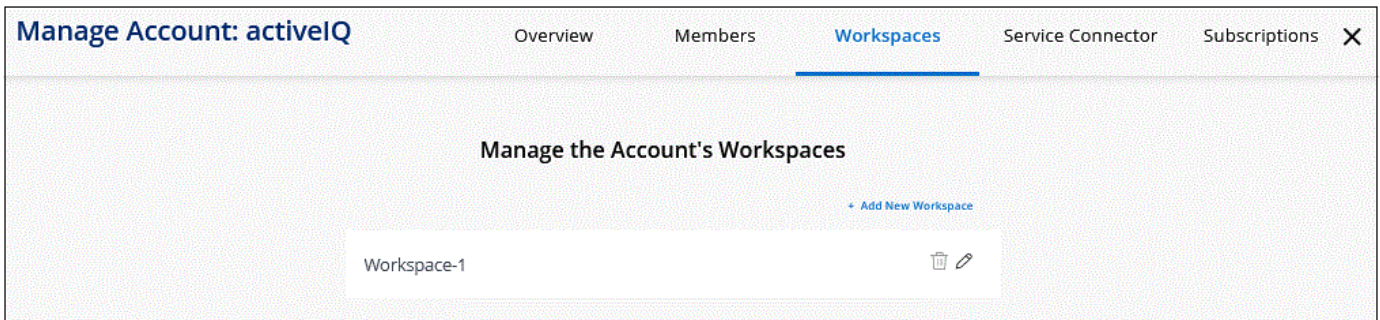 Manage Account: activeIQ
Overview Members Workspaces Service Connector Subscriptions
Manage the Account's Workspaces
+ Add New Workspace
Workspace-1